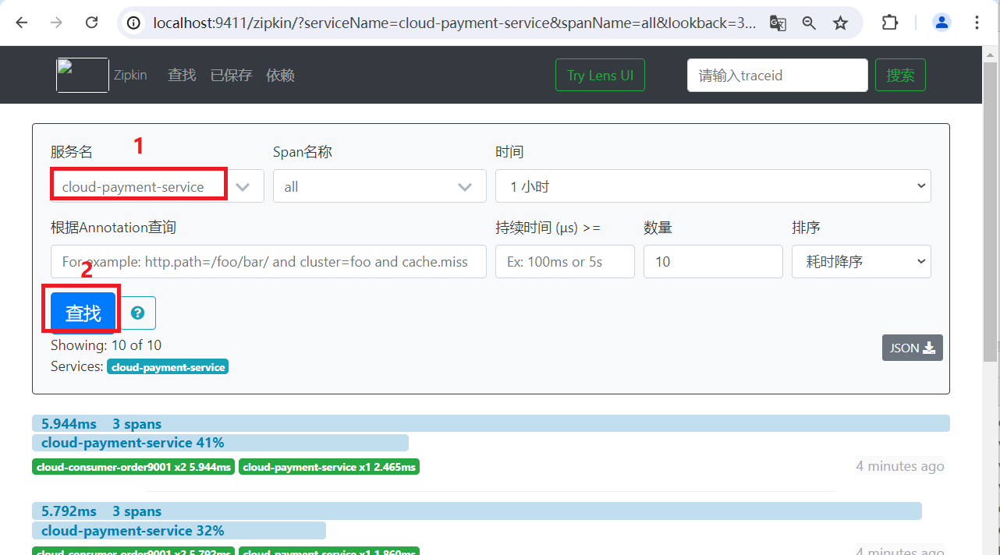 localhost:9411/zipkin/?serviceName=cloud-payment-service&spanName=all&lookback=3...
Zipkin 查找 已保存 依赖 Try Lens UI 请输入traceid 搜索
服务名 1 Span名称 时间
cloud-payment-service all 1 小时
根据Annotation查询 持续时间 (μs) >= 数量 排序
For example: http.path=/foo/bar/ and cluster=foo and cache.miss Ex: 100ms or 5s 10 耗时降序
2
查找 ?
Showing: 10 of 10
JSON
Services: cloud-payment-service
5.944ms 3 spans
cloud-payment-service 41%
cloud-consumer-order9001 x2 5.944ms cloud-payment-service x1 2.465ms 4 minutes ago
5.792ms 3 spans
cloud-payment-service 32%
cloud-consumer-order9001 x2 5.792ms cloud-payment-service x1 1.860ms 4 minutes ago